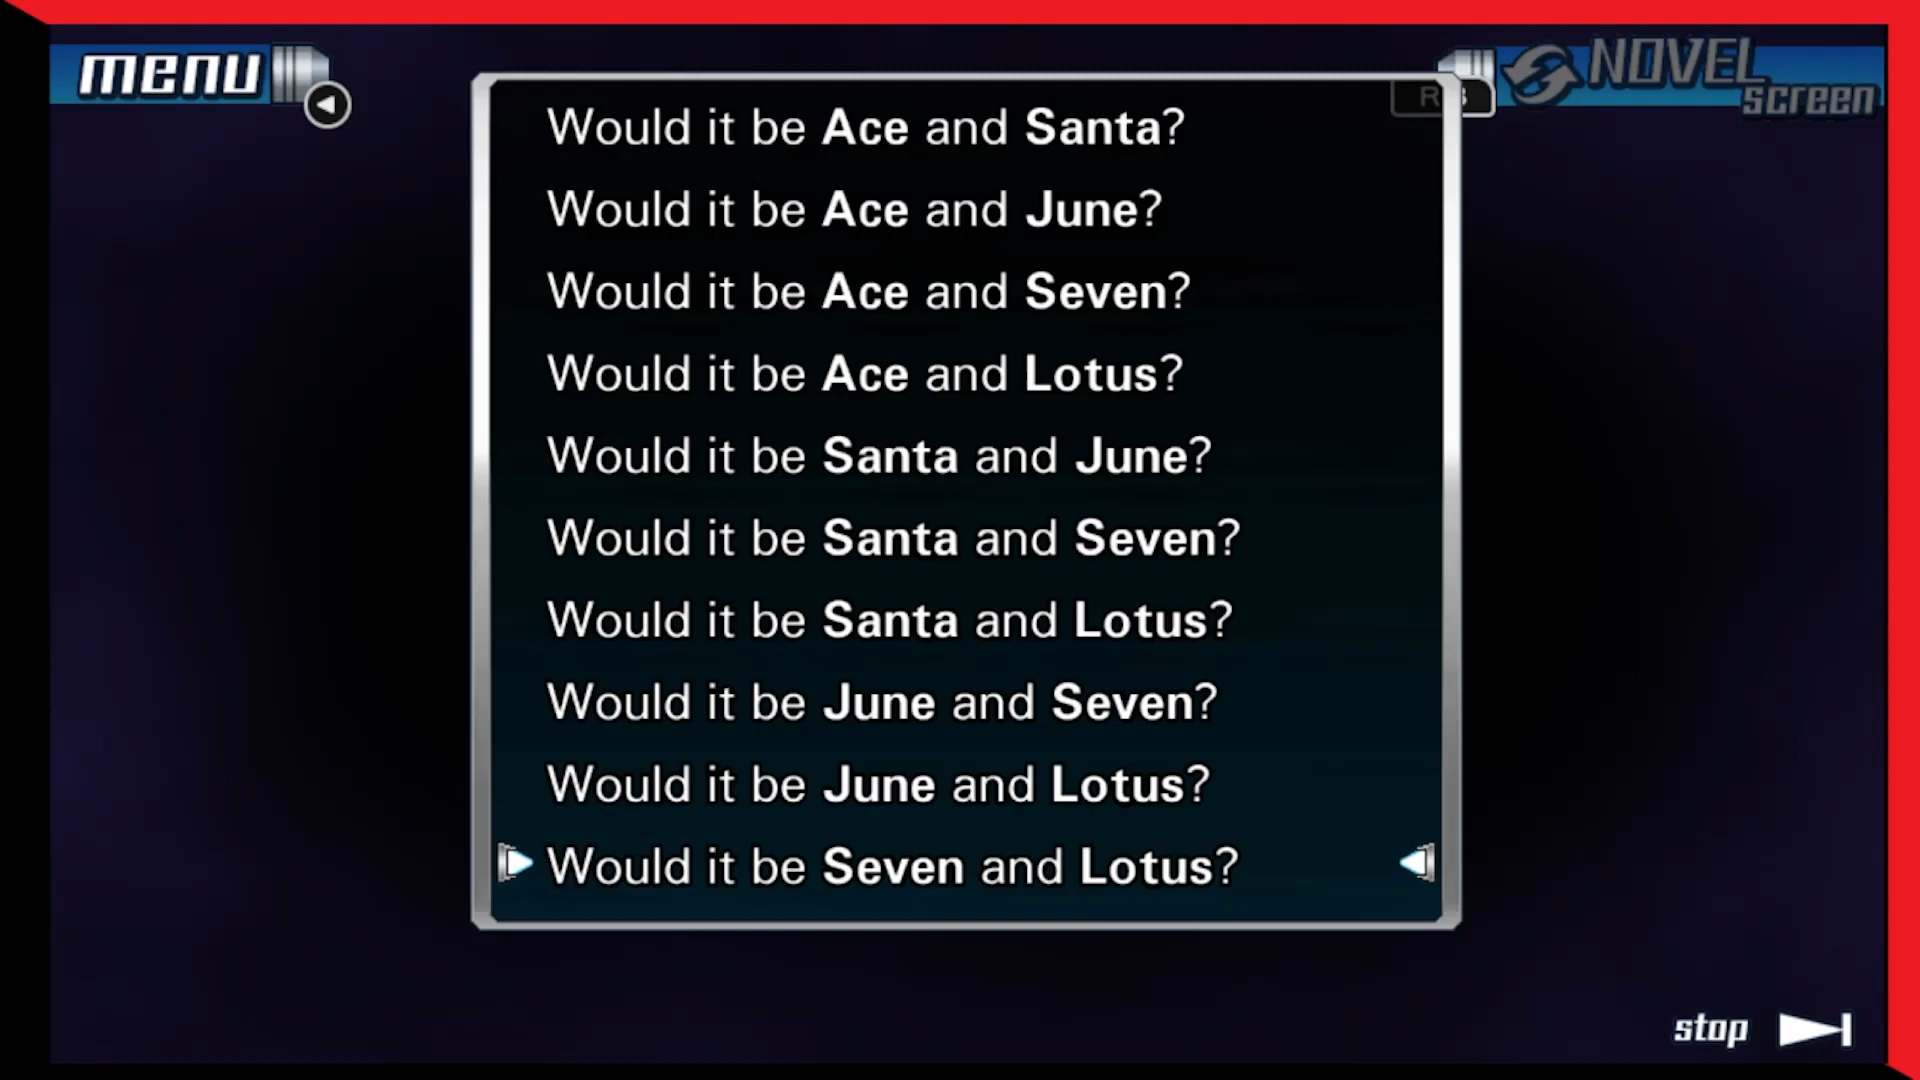 menu
NOVEL
screen
R
Would it be Ace and Santa?
Would it be Ace and June?
Would it be Ace and Seven?
Would it be Ace and Lotus?
Would it be Santa and June?
Would it be Santa and Seven?
Would it be Santa and Lotus?
Would it be June and Seven?
Would it be June and Lotus?
Would it be Seven and Lotus?
stop